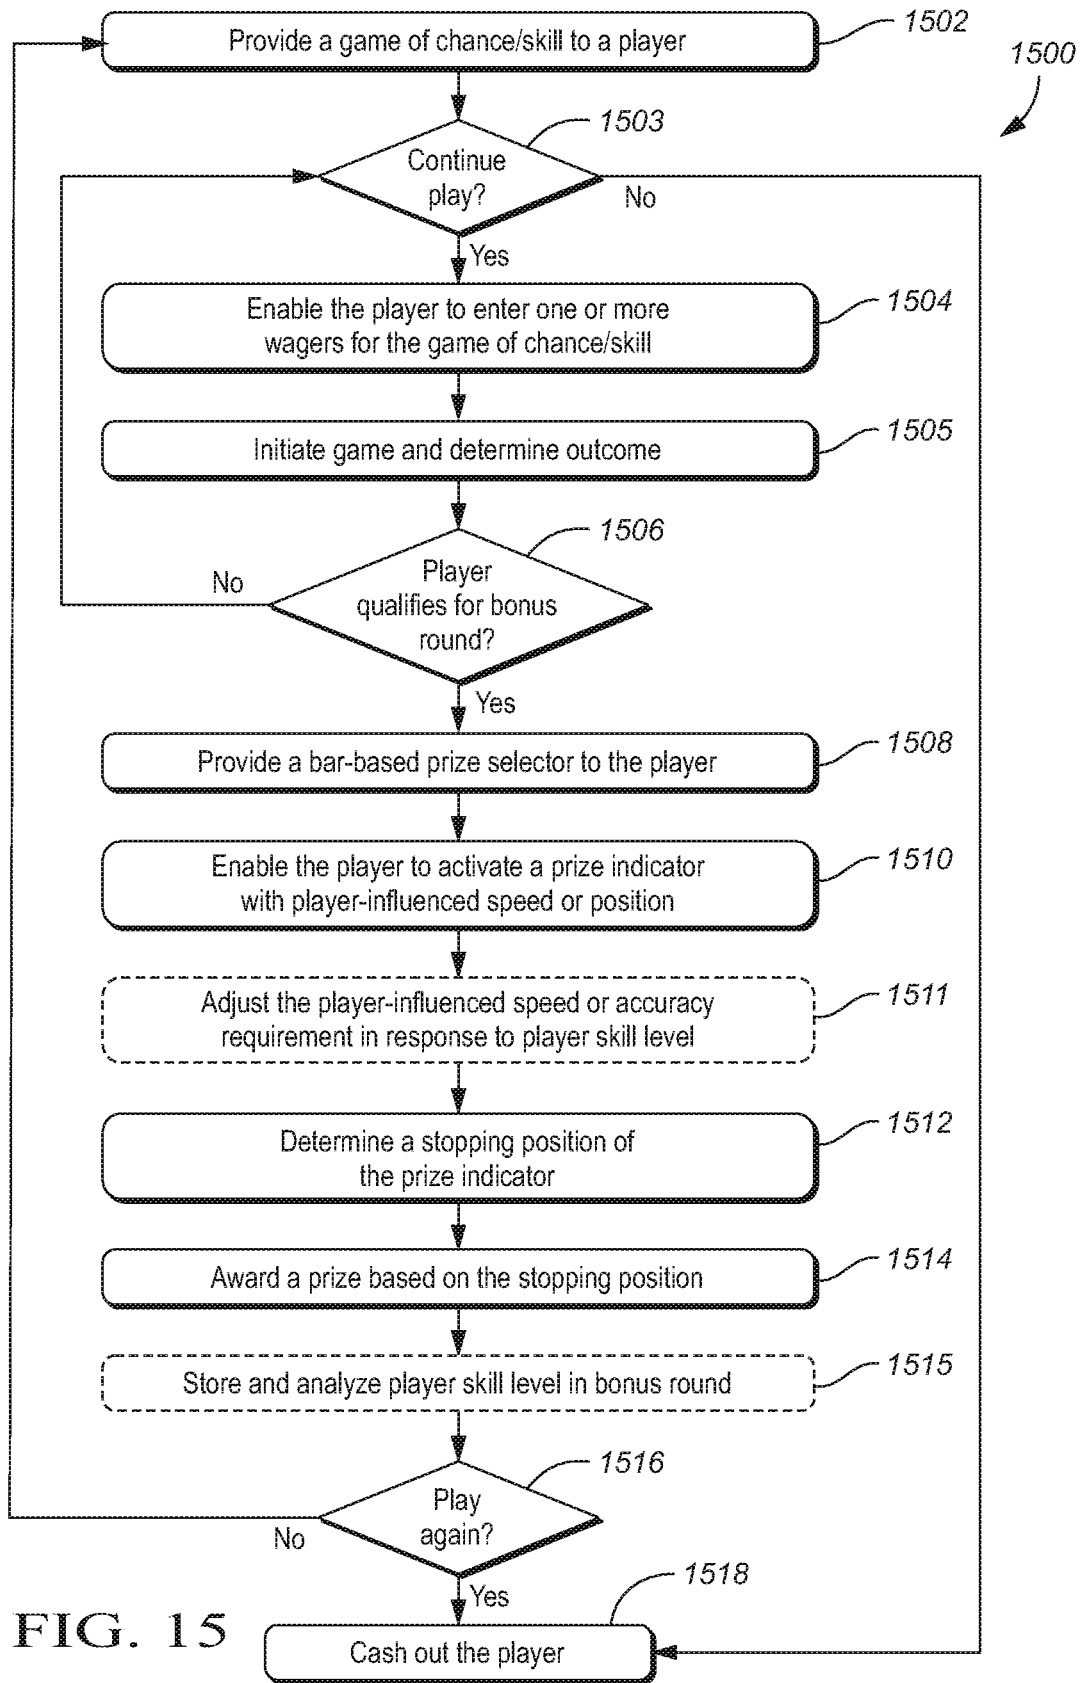 Provide a game of chance/skill to a player
1502
1500
1503
Continue
play?
No
Yes
Enable the player to enter one or more
wagers for the game of chance/skill
1504
Initiate game and determine outcome
1505
1506
Player
qualifies for bonus
round?
No
Yes
Provide a bar-based prize selector to the player
1508
Enable the player to activate a prize indicator
with player-influenced speed or position
1510
Adjust the player-influenced speed or accuracy
requirement in response to player skill level
1511
Determine a stopping position of
the prize indicator
1512
Award a prize based on the stopping position
1514
Store and analyze player skill level in bonus round
1515
1516
Play
again?
No
Yes
1518
Cash out the player
FIG. 15